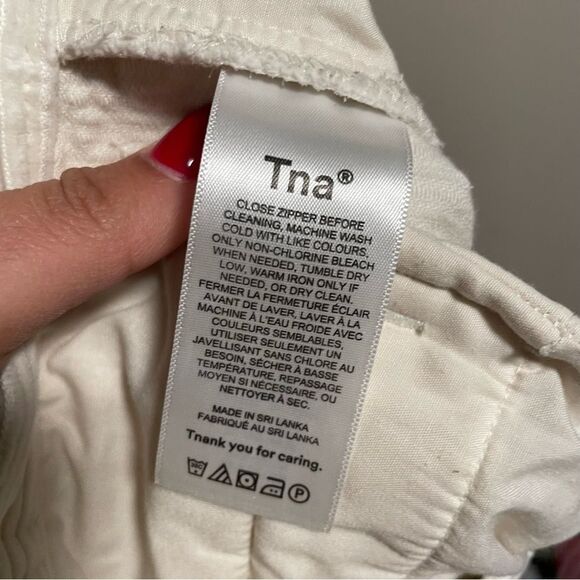 Tna®
CLOSE ZIPPER BEFORE
CLEANING, MACHINE WASH
COLD WITH LIKE COLOURS,
ONLY NON-CHLORINE BLEACH
WHEN NEEDED, TUMBLE DRY
LOW, WARM IRON ONLY IF
NEEDED, OR DRY CLEAN.
FERMER LA FERMETURE ÉCLAIR
AVANT DE LAVER, LAVER À LA
MACHINE À L'EAU FROIDE AVEC
COULEURS SEMBLABLES,
UTILISER SEULEMENT UN
JAVELLISANT SANS CHLORE AU
BESOIN, SÉCHER À BASSE
TEMPÉRATURE, REPASSAGE
MOYEN SI NÉCESSAIRE, OU
NETTOYER À SEC.
MADE IN SRI LANKA
FABRIQUÉ AU SRI LANKA
Tnank you for caring.
30C P